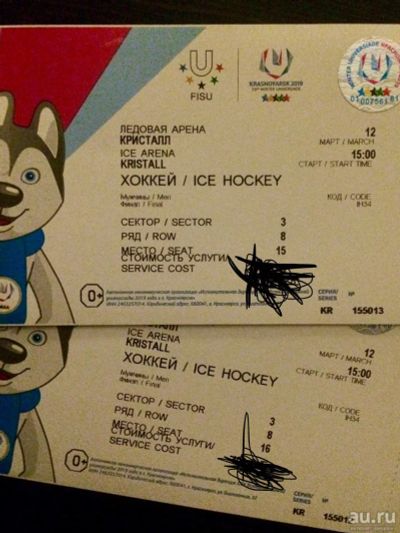 FISU
KRASNOYARSK 2019
WINTER UNIVERSIADE KRASNOYARSK
ЛЕДОВАЯ АРЕНА
КРИСТАЛЛ
ICE ARENA
KRISTALL
12
МАРТ / MARCH
15:00
СТАРТ / START TIME
ХОККЕЙ / ICE HOCKEY
Мужчины / Men
Финал / Final
КОД / CODE
IH34
СЕКТОР / SECTOR 3
РЯД / ROW 8
МЕСТО / SEAT 15
СТОИМОСТЬ УСЛУГИ/
SERVICE COST
0+
СЕРИЯ/
SERIES
№
KR 155013
КРИСТАЛЛ
ICE ARENA
KRISTALL
12
МАРТ / MARCH
15:00
СТАРТ / START TIME
ХОККЕЙ / ICE HOCKEY
Мужчины / Men
Финал / Final
КОД / CODE
IH34
СЕКТОР / SECTOR 3
РЯД / ROW 8
МЕСТО / SEAT 16
СТОИМОСТЬ УСЛУГИ/
SERVICE COST
0+
СЕРИЯ/
SERIES
№
KR
au.ru